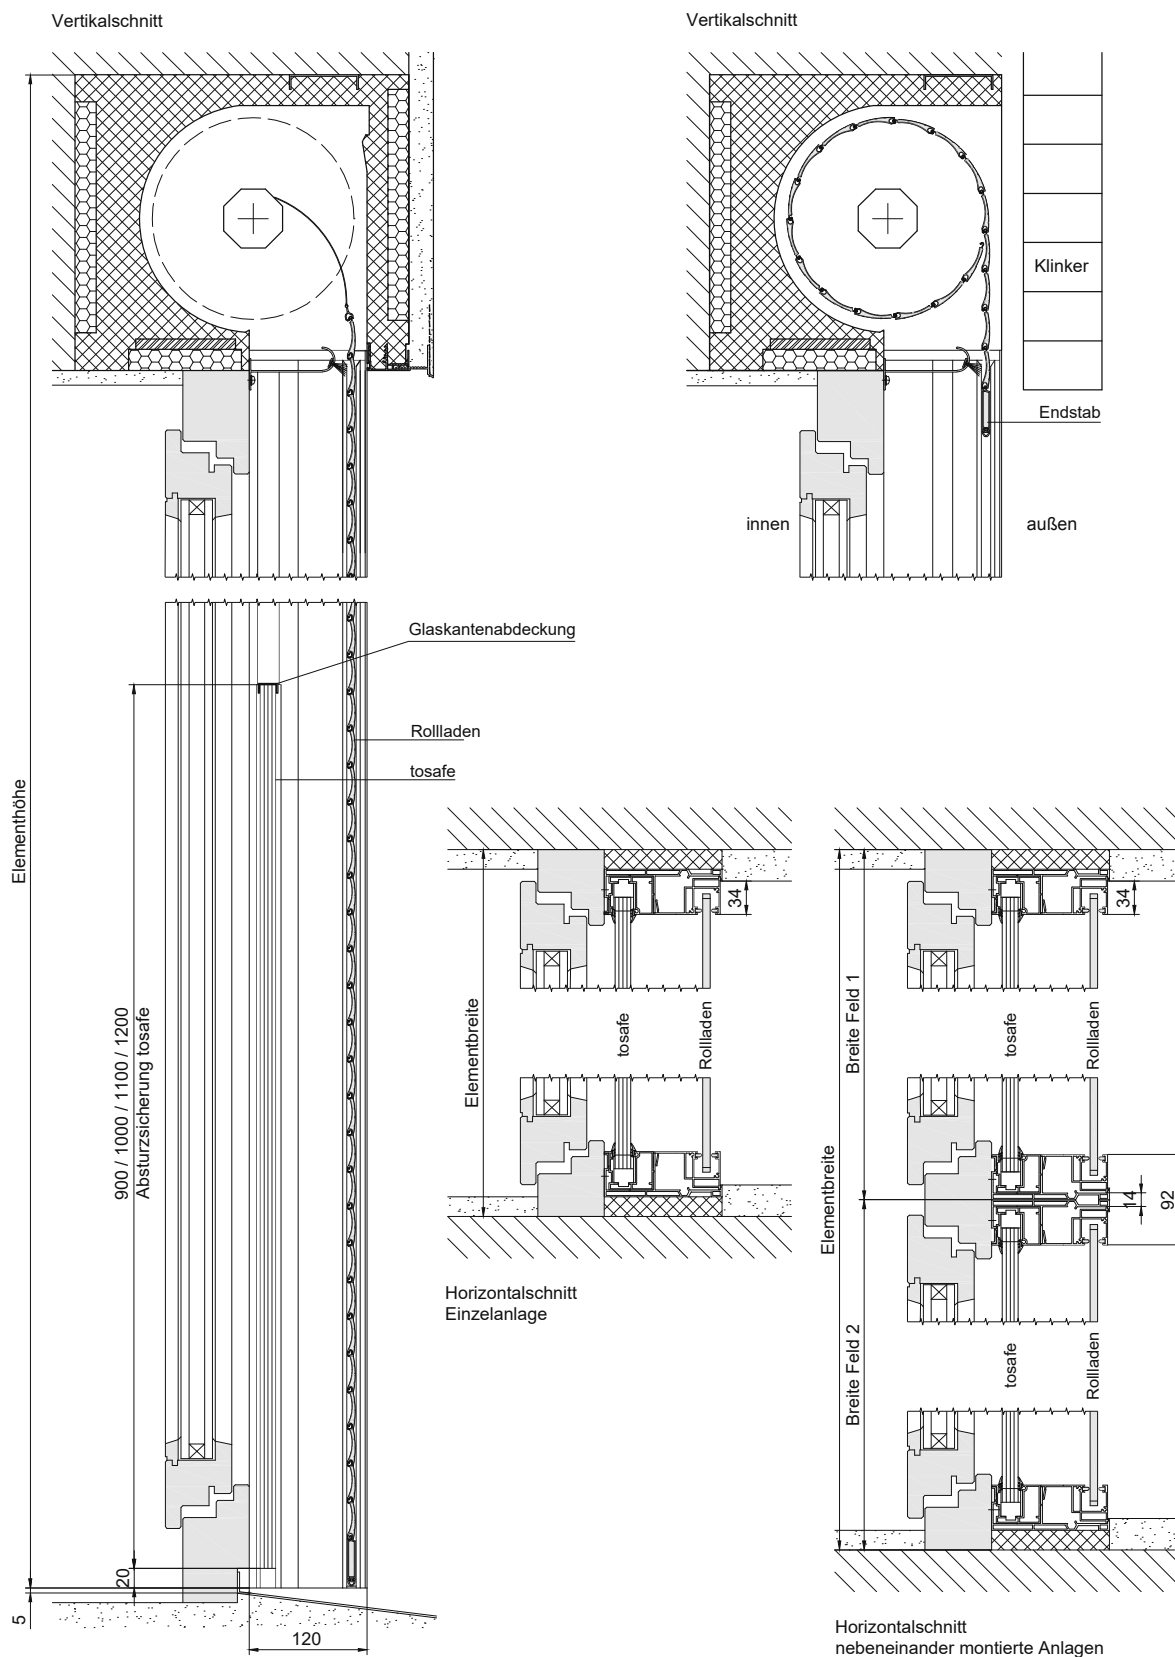 Vertikalschnitt
Vertikalschnitt
Klinker
Endstab
innen
außen
Glaskantenabdeckung
Rollladen
tosafe
Elementhöhe
900 / 1000 / 1100 / 1200
Absturzsicherung tosafe
20
5
120
Elementbreite
34
tosafe
Rollladen
Horizontalschnitt
Einzelanlage
Elementbreite
Breite Feld 1
Breite Feld 2
34
tosafe
Rollladen
14
92
tosafe
Rollladen
Horizontalschnitt
nebeneinander montierte Anlagen